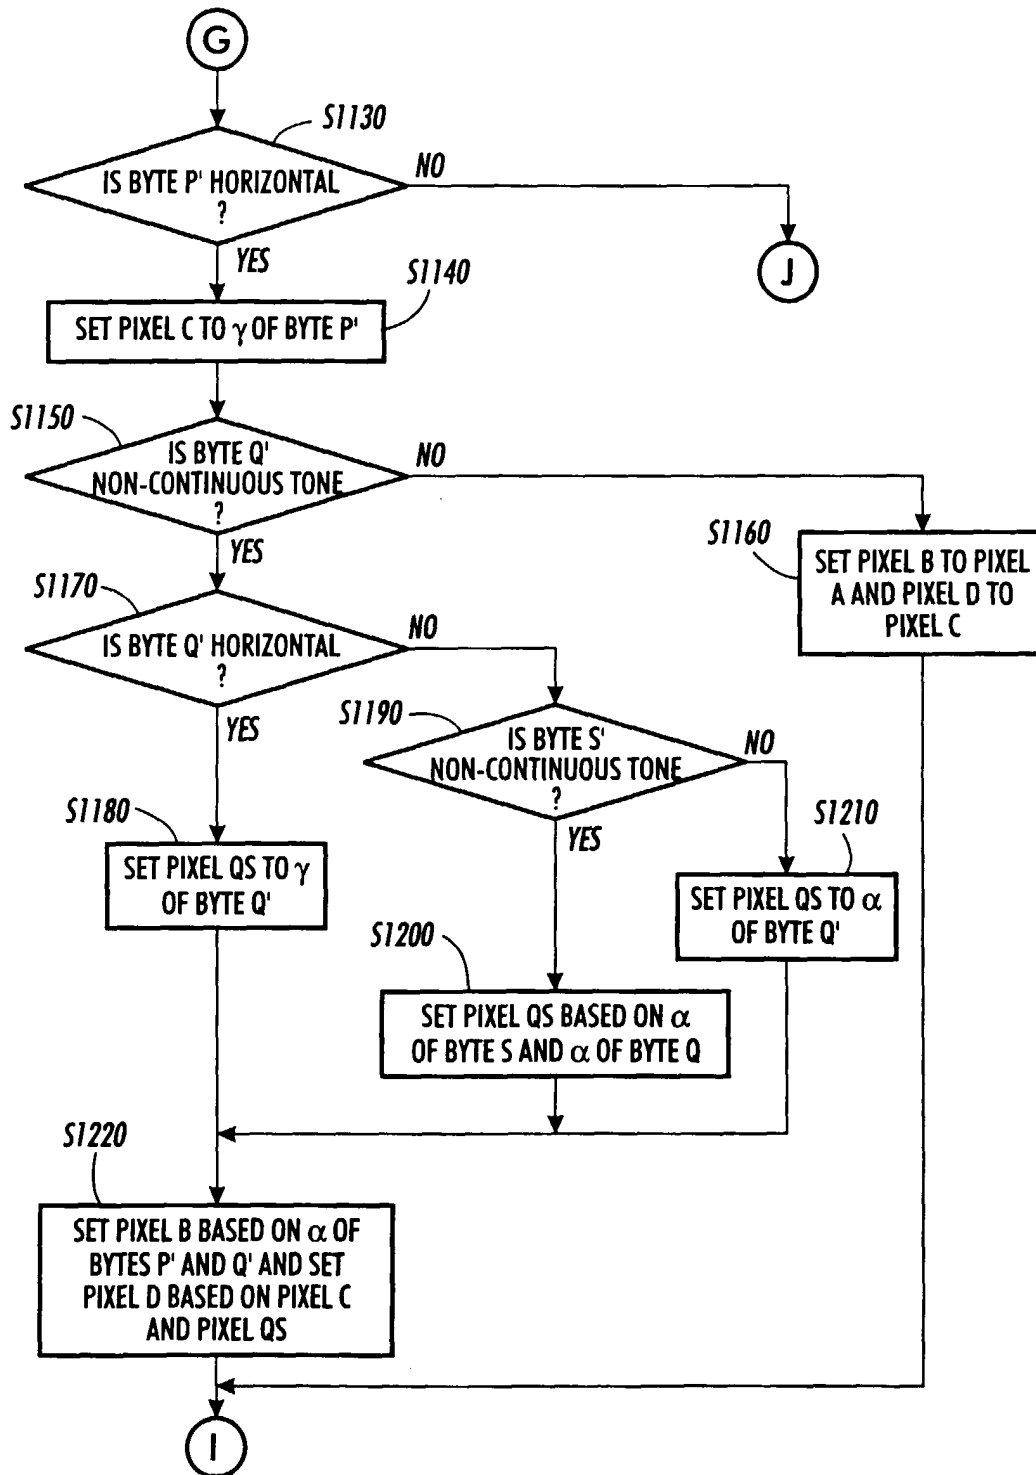 G
S1130
IS BYTE P' HORIZONTAL
?
NO
YES
J
S1140
SET PIXEL C TO γ OF BYTE P'
S1150
IS BYTE Q'
NON-CONTINUOUS TONE
?
NO
YES
S1160
SET PIXEL B TO PIXEL
A AND PIXEL D TO
PIXEL C
S1170
IS BYTE Q' HORIZONTAL
?
NO
YES
S1190
IS BYTE S'
NON-CONTINUOUS TONE
?
NO
YES
S1180
SET PIXEL QS TO γ
OF BYTE Q'
S1210
SET PIXEL QS TO α
OF BYTE Q'
S1200
SET PIXEL QS BASED ON α
OF BYTE S AND α OF BYTE Q
S1220
SET PIXEL B BASED ON α OF
BYTES P' AND Q' AND SET
PIXEL D BASED ON PIXEL C
AND PIXEL QS
I